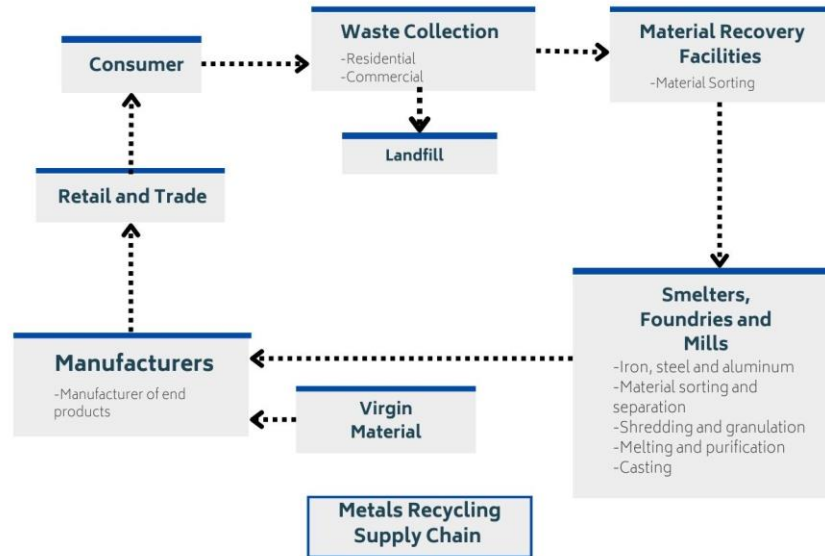 Consumer
Waste Collection
-Residential
-Commercial
Material Recovery
Facilities
-Material Sorting
Landfill
Retail and Trade
Smelters,
Foundries and
Mills
-Iron, steel and aluminum
-Material sorting and
separation
-Shredding and granulation
-Melting and purification
-Casting
Manufacturers
-Manufacturer of end
products
Virgin
Material
Metals Recycling
Supply Chain